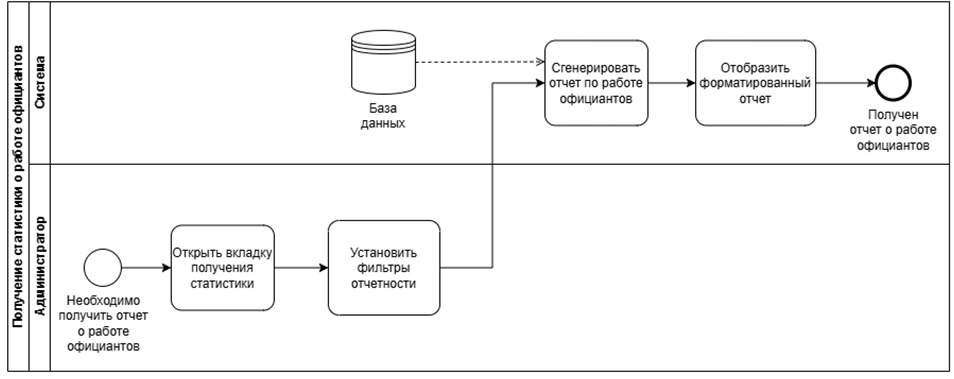 Получение статистики о работе официантов
Система
База
данных
Сгенерировать
отчет по работе
официантов
Отобразить
форматированный
отчет
Получен
отчет о работе
официантов
Администратор
Необходимо
получить отчет
о работе
официантов
Открыть вкладку
получения
статистики
Установить
фильтры
отчетности